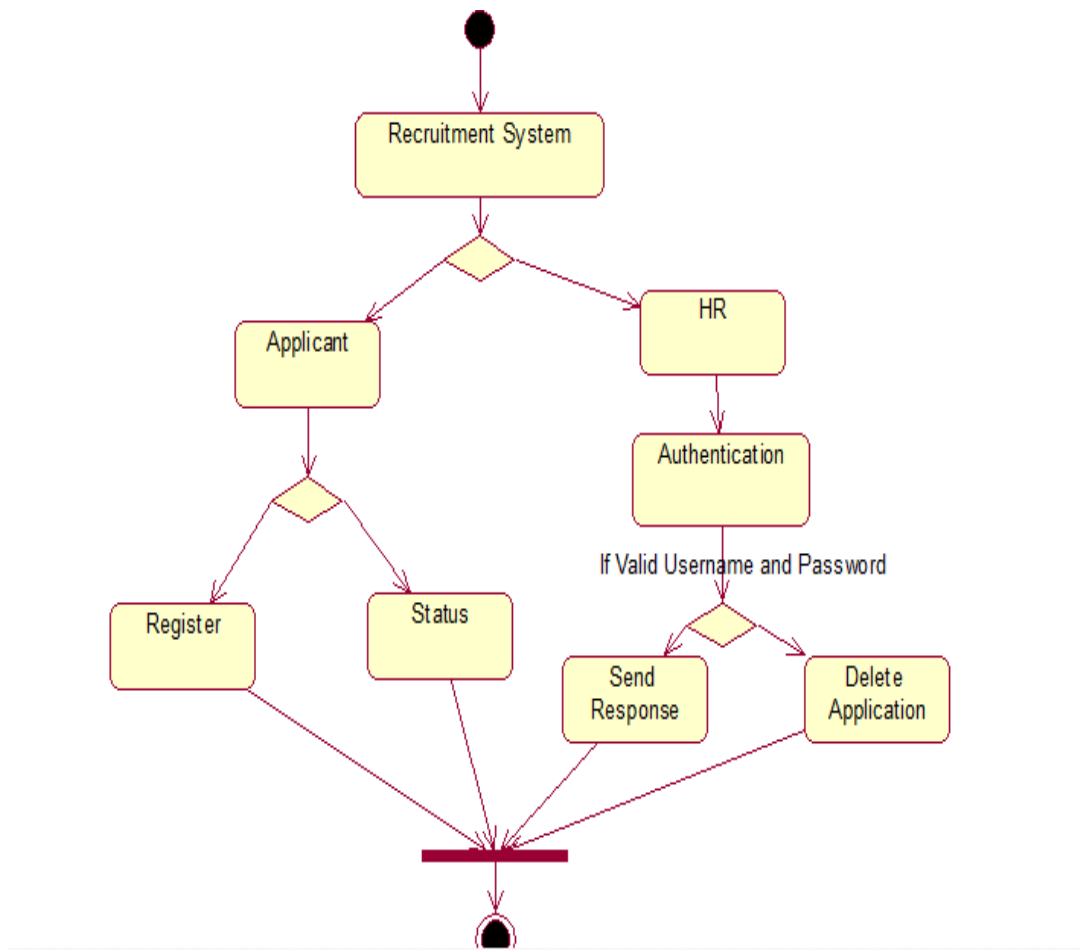 Recruitment System
HR
Applicant
Authentication
If Valid Username and Password
Register
Status
Send
Response
Delete
Application